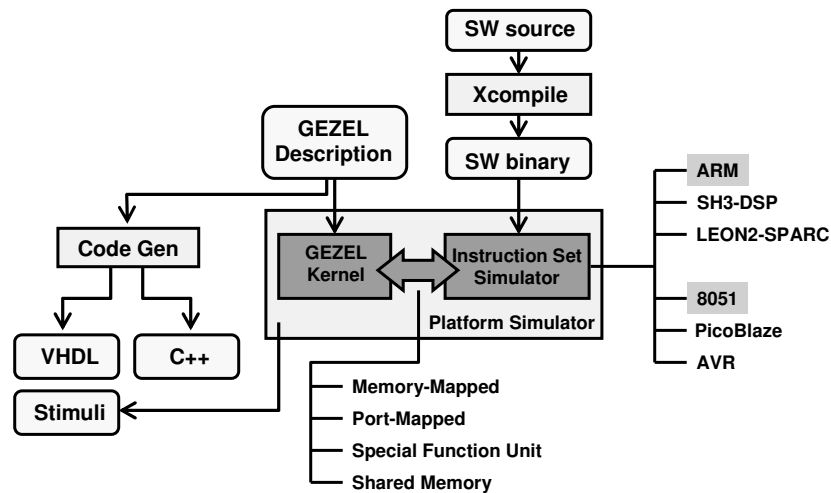 SW source
Xcompile
GEZEL
Description
SW binary
ARM
SH3-DSP
LEON2-SPARC
Code Gen
GEZEL
Kernel
Instruction Set
Simulator
8051
Platform Simulator
PicoBlaze
VHDL
C++
AVR
Memory-Mapped
Stimuli
Port-Mapped
Special Function Unit
Shared Memory